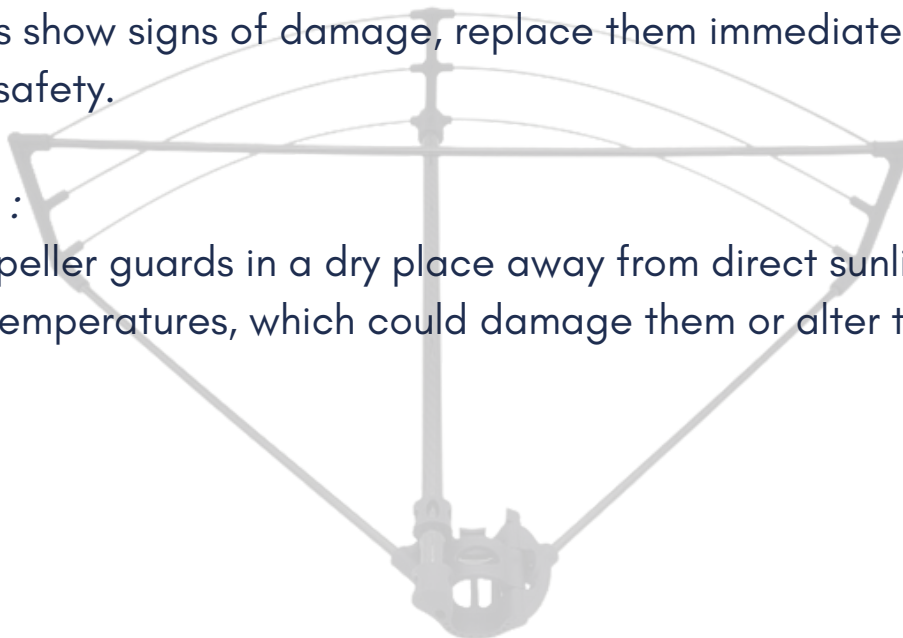 s show signs of damage, replace them immediate
safety.
:
peller guards in a dry place away from direct sunli
emperatures, which could damage them or alter t